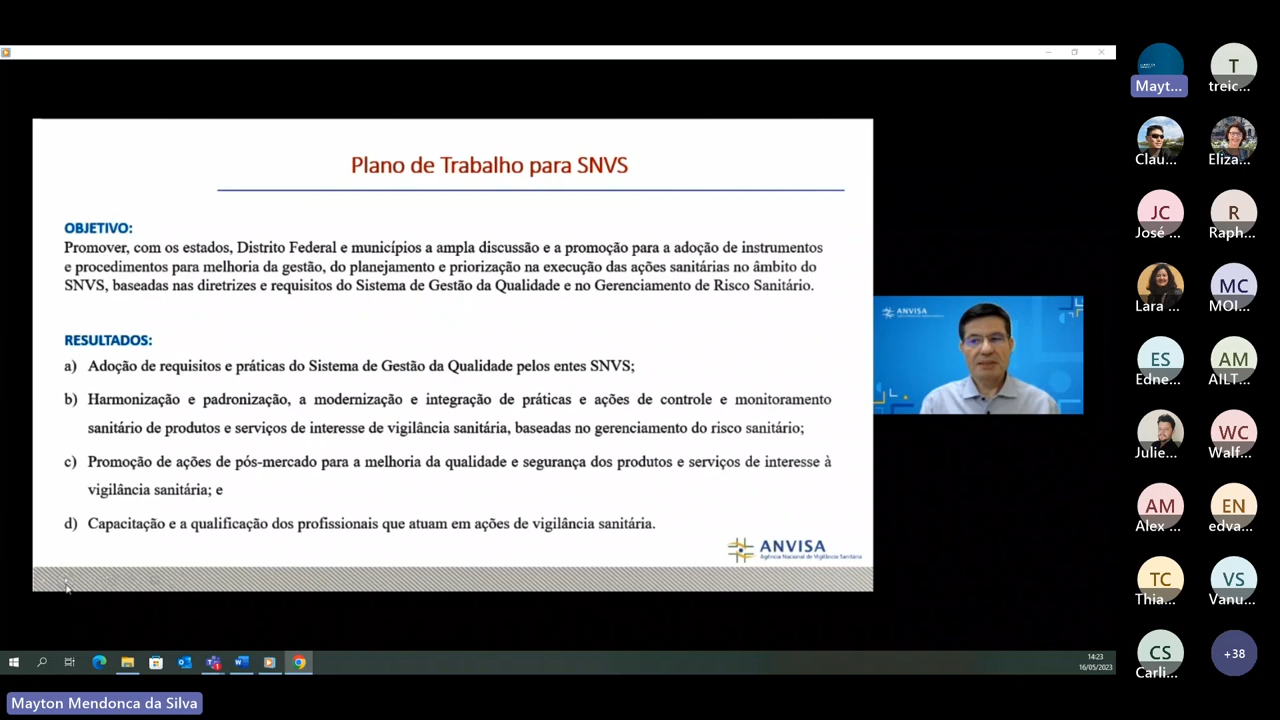 Plano de Trabalho para SNVS
OBJETIVO:
Promover, com os estados, Distrito Federal e municípios a ampla discussão e a promoção para a adoção de instrumentos
e procedimentos para melhoria da gestão, do planejamento e priorização na execução das ações sanitárias no âmbito do
SNVS, baseadas nas diretrizes e requisitos do Sistema de Gestão da Qualidade e no Gerenciamento de Risco Sanitário.
RESULTADOS:
a) Adoção de requisitos e práticas do Sistema de Gestão da Qualidade pelos entes SNVS;
b) Harmonização e padronização, a modernização e integração de práticas e ações de controle e monitoramento
sanitário de produtos e serviços de interesse de vigilância sanitária, baseadas no gerenciamento do risco sanitário;
c) Promoção de ações de pós-mercado para a melhoria da qualidade e segurança dos produtos e serviços de interesse à
vigilância sanitária; e
d) Capacitação e a qualificação dos profissionais que atuam em ações de vigilância sanitária.
ANVISA
Agência Nacional de Vigilância Sanitária
ANVISA
Mayt...
T
treic...
Clau...
Eliza...
JC
José ...
R
Raph...
Lara ...
MC
MOI...
ES
Edne...
AM
AILT...
Julie...
WC
Walf...
AM
Alex ...
EN
edva...
TC
Thia...
VS
Vanu...
CS
Carli...
+38
14:23
16/05/2023
Mayton Mendonca da Silva